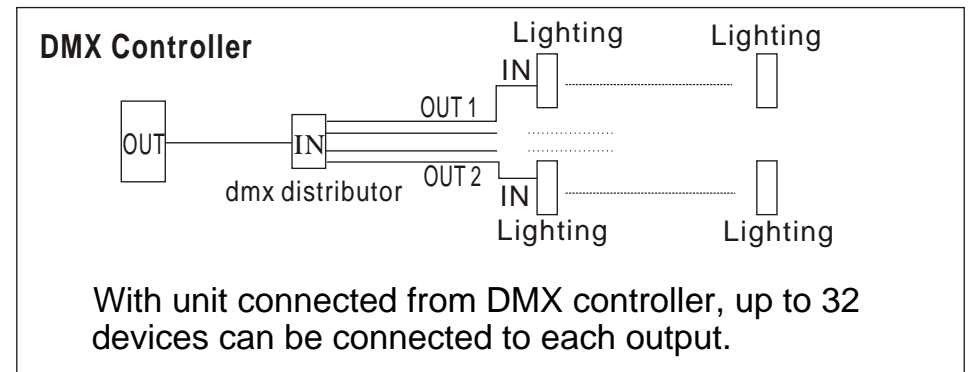 DMX Controller
Lighting
Lighting
IN
OUT 1
OUT
IN
OUT 2
dmx distributor
IN
Lighting
Lighting
With unit connected from DMX controller, up to 32
devices can be connected to each output.